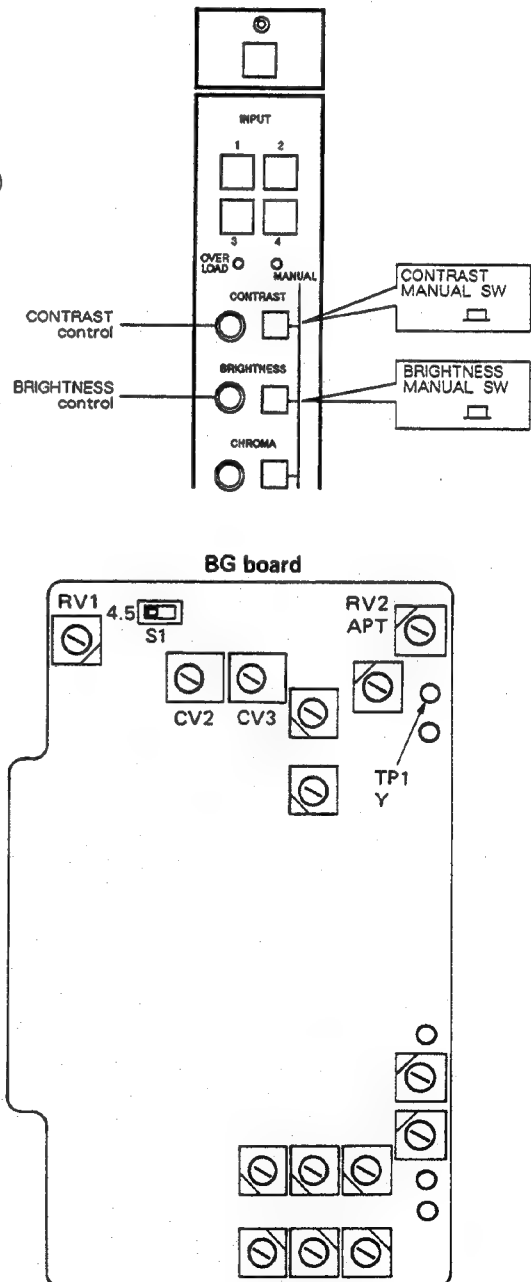 INPUT
1 2
3 4
OVER
LOAD
MANUAL
CONTRAST
BRIGHTNESS
CHROMA
CONTRAST
control
BRIGHTNESS
control
CONTRAST
MANUAL SW
BRIGHTNESS
MANUAL SW
BG board
RV1
4.5
S1
RV2
APT
CV2 CV3
TP1
Y